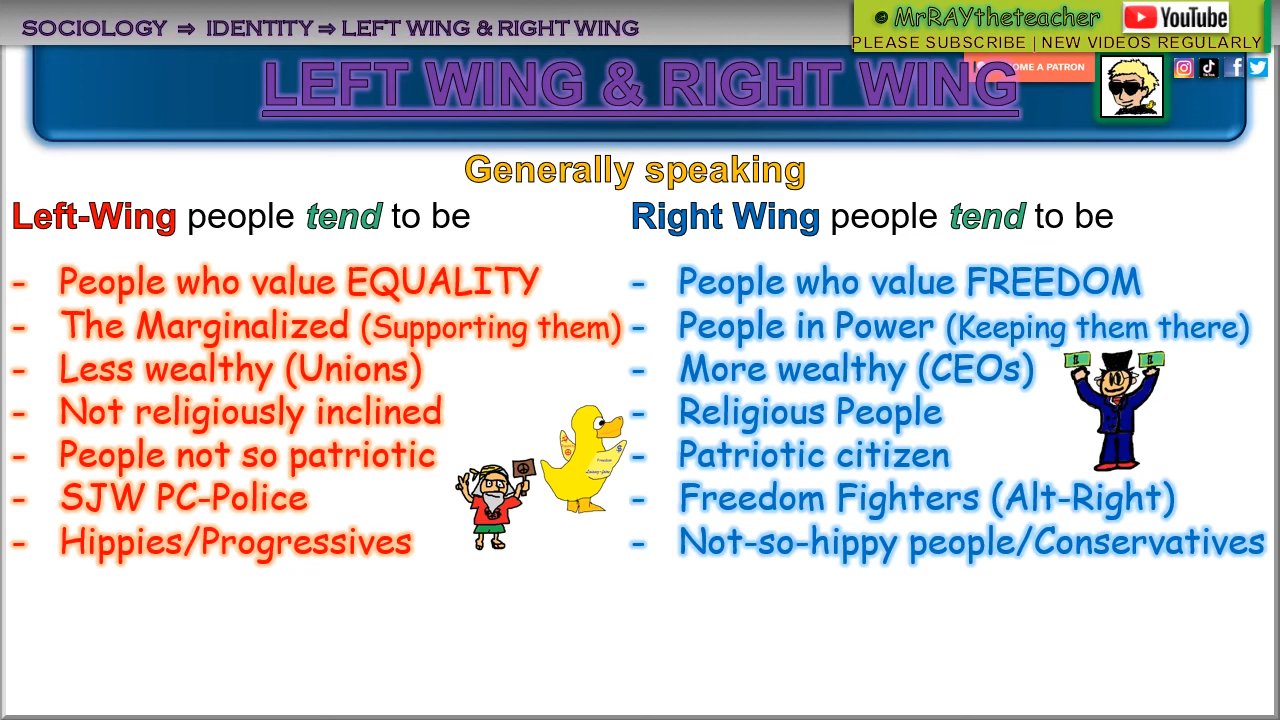 SOCIOLOGY ⇒ IDENTITY ⇒ LEFT WING & RIGHT WING
© MrRAYtheteacher YouTube
PLEASE SUBSCRIBE | NEW VIDEOS REGULARLY
OME A PATRON
LEFT WING & RIGHT WING
Generally speaking
Left-Wing people tend to be
- People who value EQUALITY
- The Marginalized (Supporting them)
- Less wealthy (Unions)
- Not religiously inclined
- People not so patriotic
- SJW PC-Police
- Hippies/Progressives
Right Wing people tend to be
- People who value FREEDOM
- People in Power (Keeping them there)
- More wealthy (CEOs)
- Religious People
- Patriotic citizen
- Freedom Fighters (Alt-Right)
- Not-so-hippy people/Conservatives